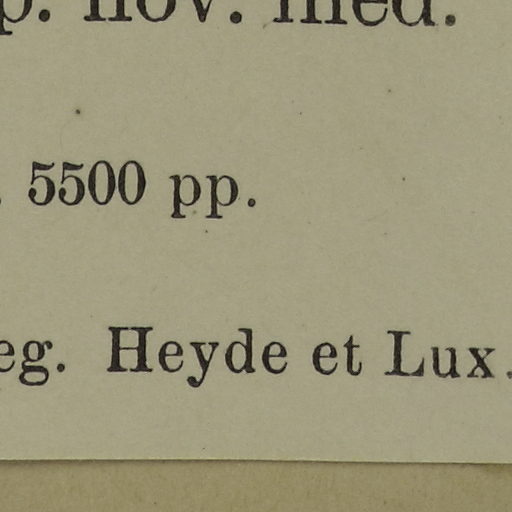 p. nov. med.
. 5500 pp.
eg. Heyde et Lux.